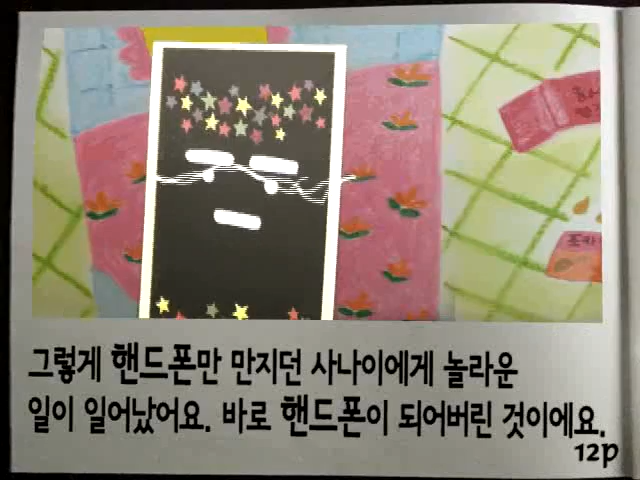 그렇게 핸드폰만 만지던 사나이에게 놀라운
일이 일어났어요. 바로 핸드폰이 되어버린 것이에요.
12p